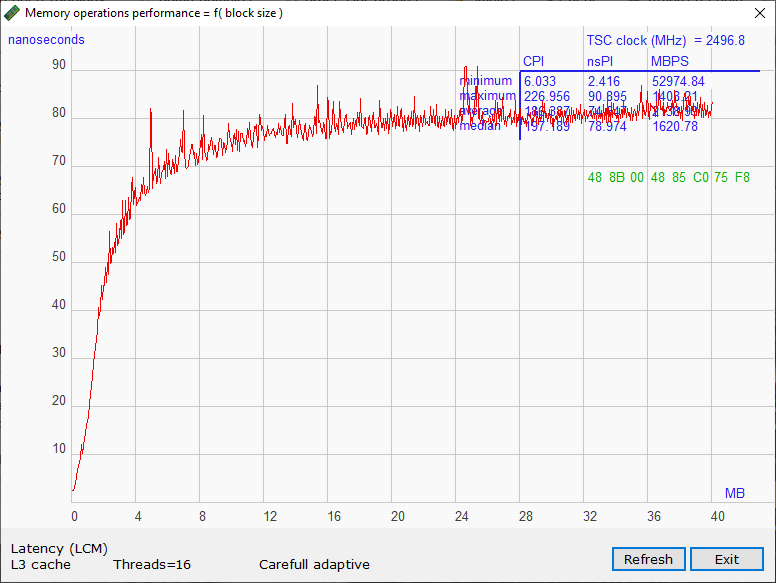 Memory operations performance = f( block size )
nanoseconds
TSC clock (MHz) = 2496.8
CPI nsPI MBPS
minimum 6.033 2.416 52974.84
maximum 226.956 90.895 1408.21
average
median 197.189 78.974 1620.78
48 8B 00 48 85 C0 75 F8
90
80
70
60
50
40
30
20
10
MB
0 4 8 12 16 20 24 28 32 36 40
Latency (LCM)
L3 cache Threads=16 Carefull adaptive
Refresh Exit